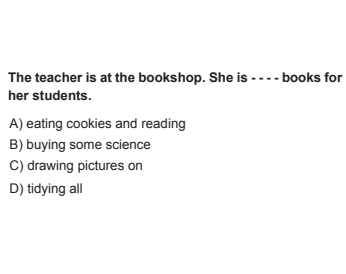 The teacher is at the bookshop. She is - - - - books for
her students.
A) eating cookies and reading
B) buying some science
C) drawing pictures on
D) tidying all